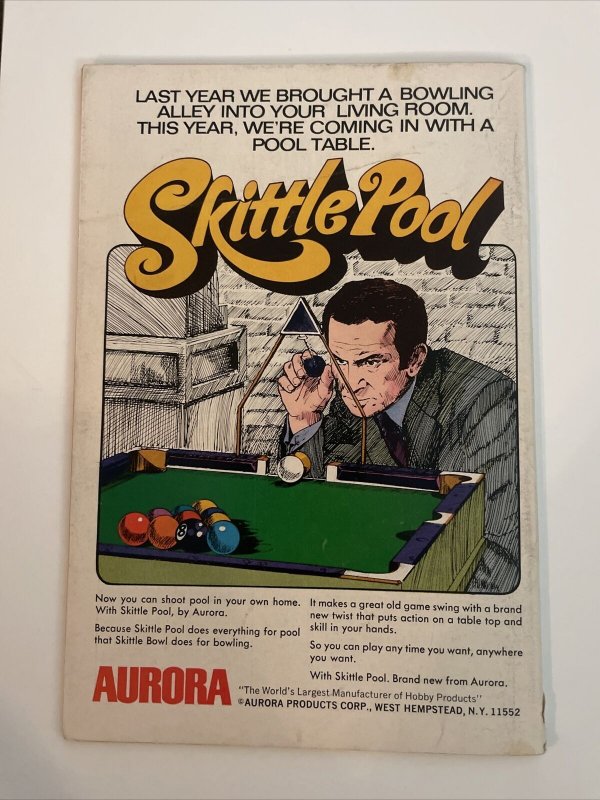 LAST YEAR WE BROUGHT A BOWLING
ALLEY INTO YOUR LIVING ROOM.
THIS YEAR, WE'RE COMING IN WITH A
POOL TABLE.
Skittle Pool
8
Now you can shoot pool in your own home.
With Skittle Pool, by Aurora.
Because Skittle Pool does everything for pool
that Skittle Bowl does for bowling.
It makes a great old game swing with a brand
new twist that puts action on a table top and
skill in your hands.
So you can play any time you want, anywhere
you want.
With Skittle Pool. Brand new from Aurora.
AURORA
"The World's Largest Manufacturer of Hobby Products"
©AURORA PRODUCTS CORP., WEST HEMPSTEAD, N.Y. 11552